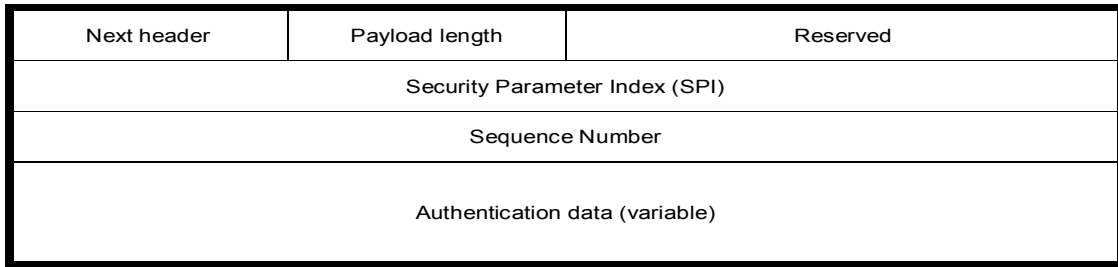 Next header Payload length Reserved
Security Parameter Index (SPI)
Sequence Number
Authentication data (variable)